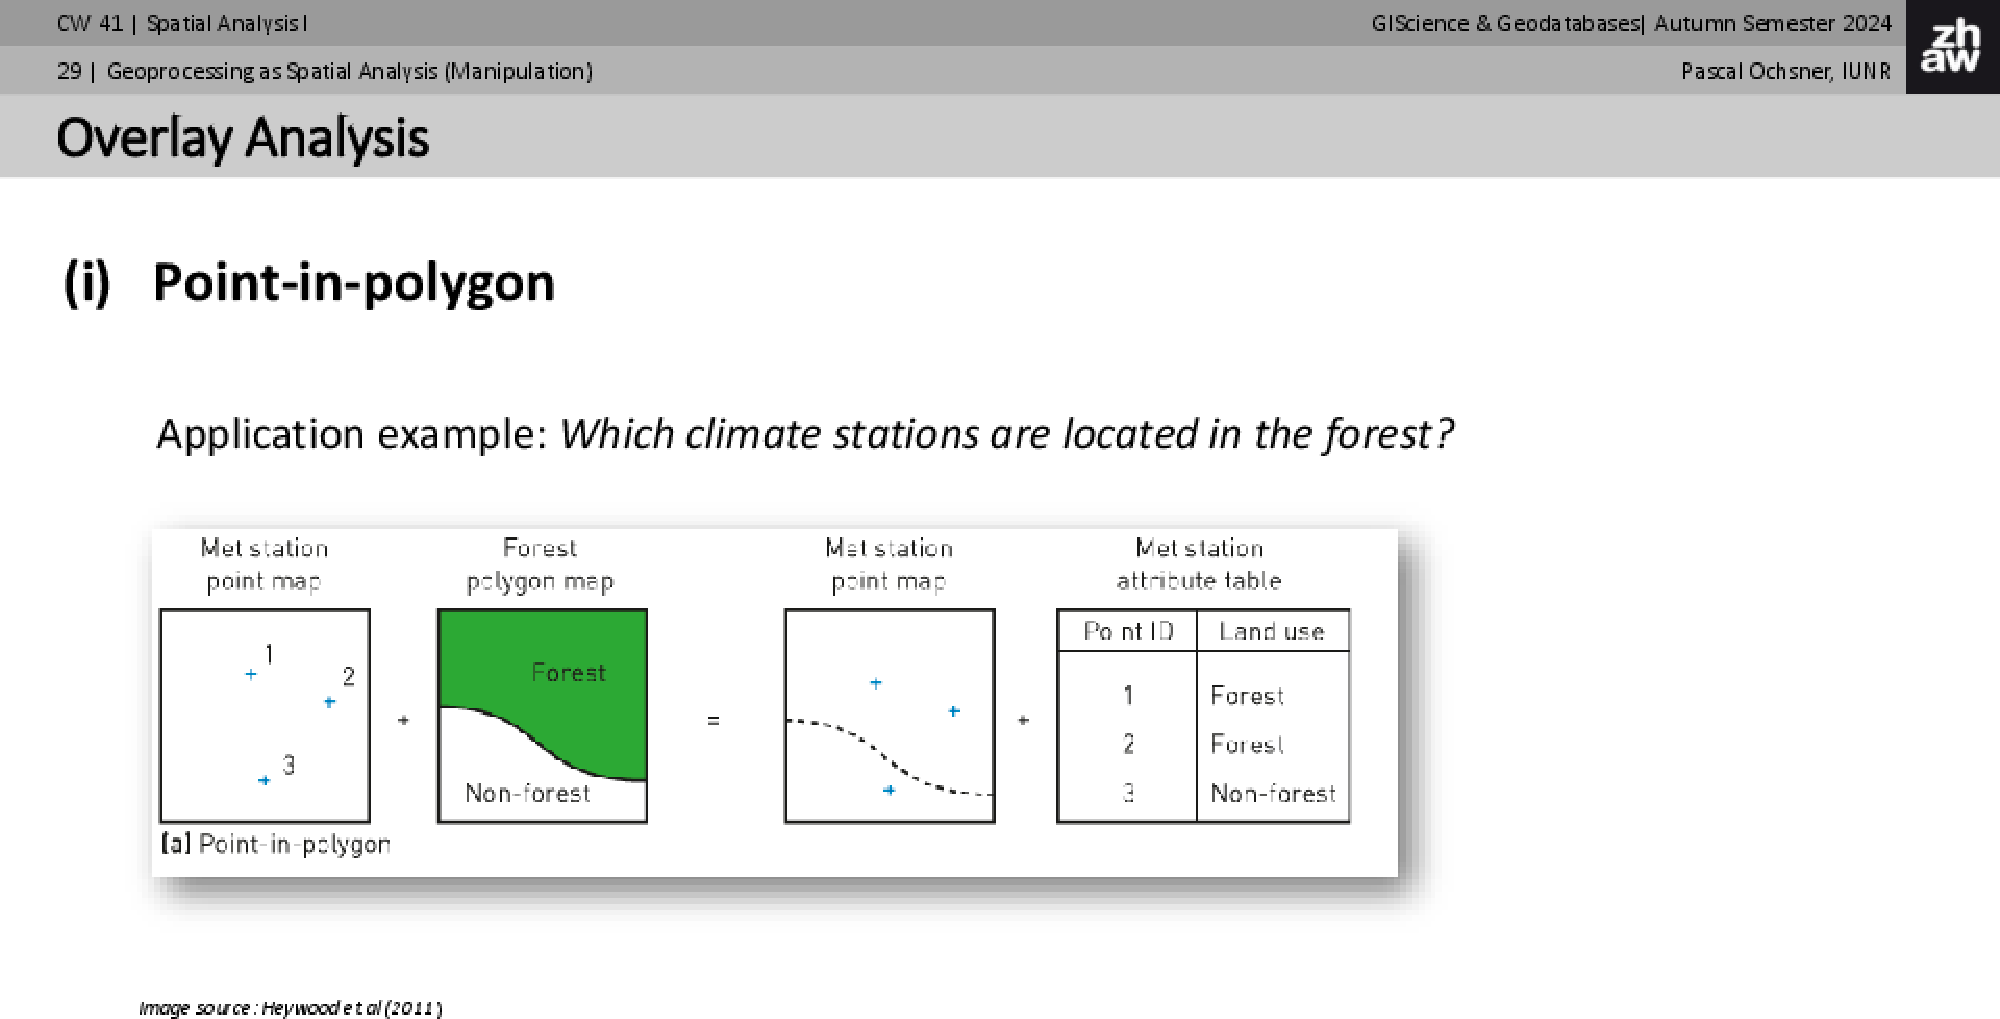 CW 41 | Spatial Analysis I
GIScience & Geodatabases| Autumn Semester 2024
zh
aw
29 | Geoprocessing as Spatial Analysis (Manipulation)
Pascal Ochsner, IUNR
Overlay Analysis
(i) Point-in-polygon
Application example: Which climate stations are located in the forest?
Met station
point map
Forest
polygon map
Met station
point map
Met station
attribute table
1
2
3
+
Forest
Non-forest
=
+
Point ID Land use
1 Forest
2 Forest
3 Non-forest
(a) Point-in-polygon
Image source: Heywood et al (2011)